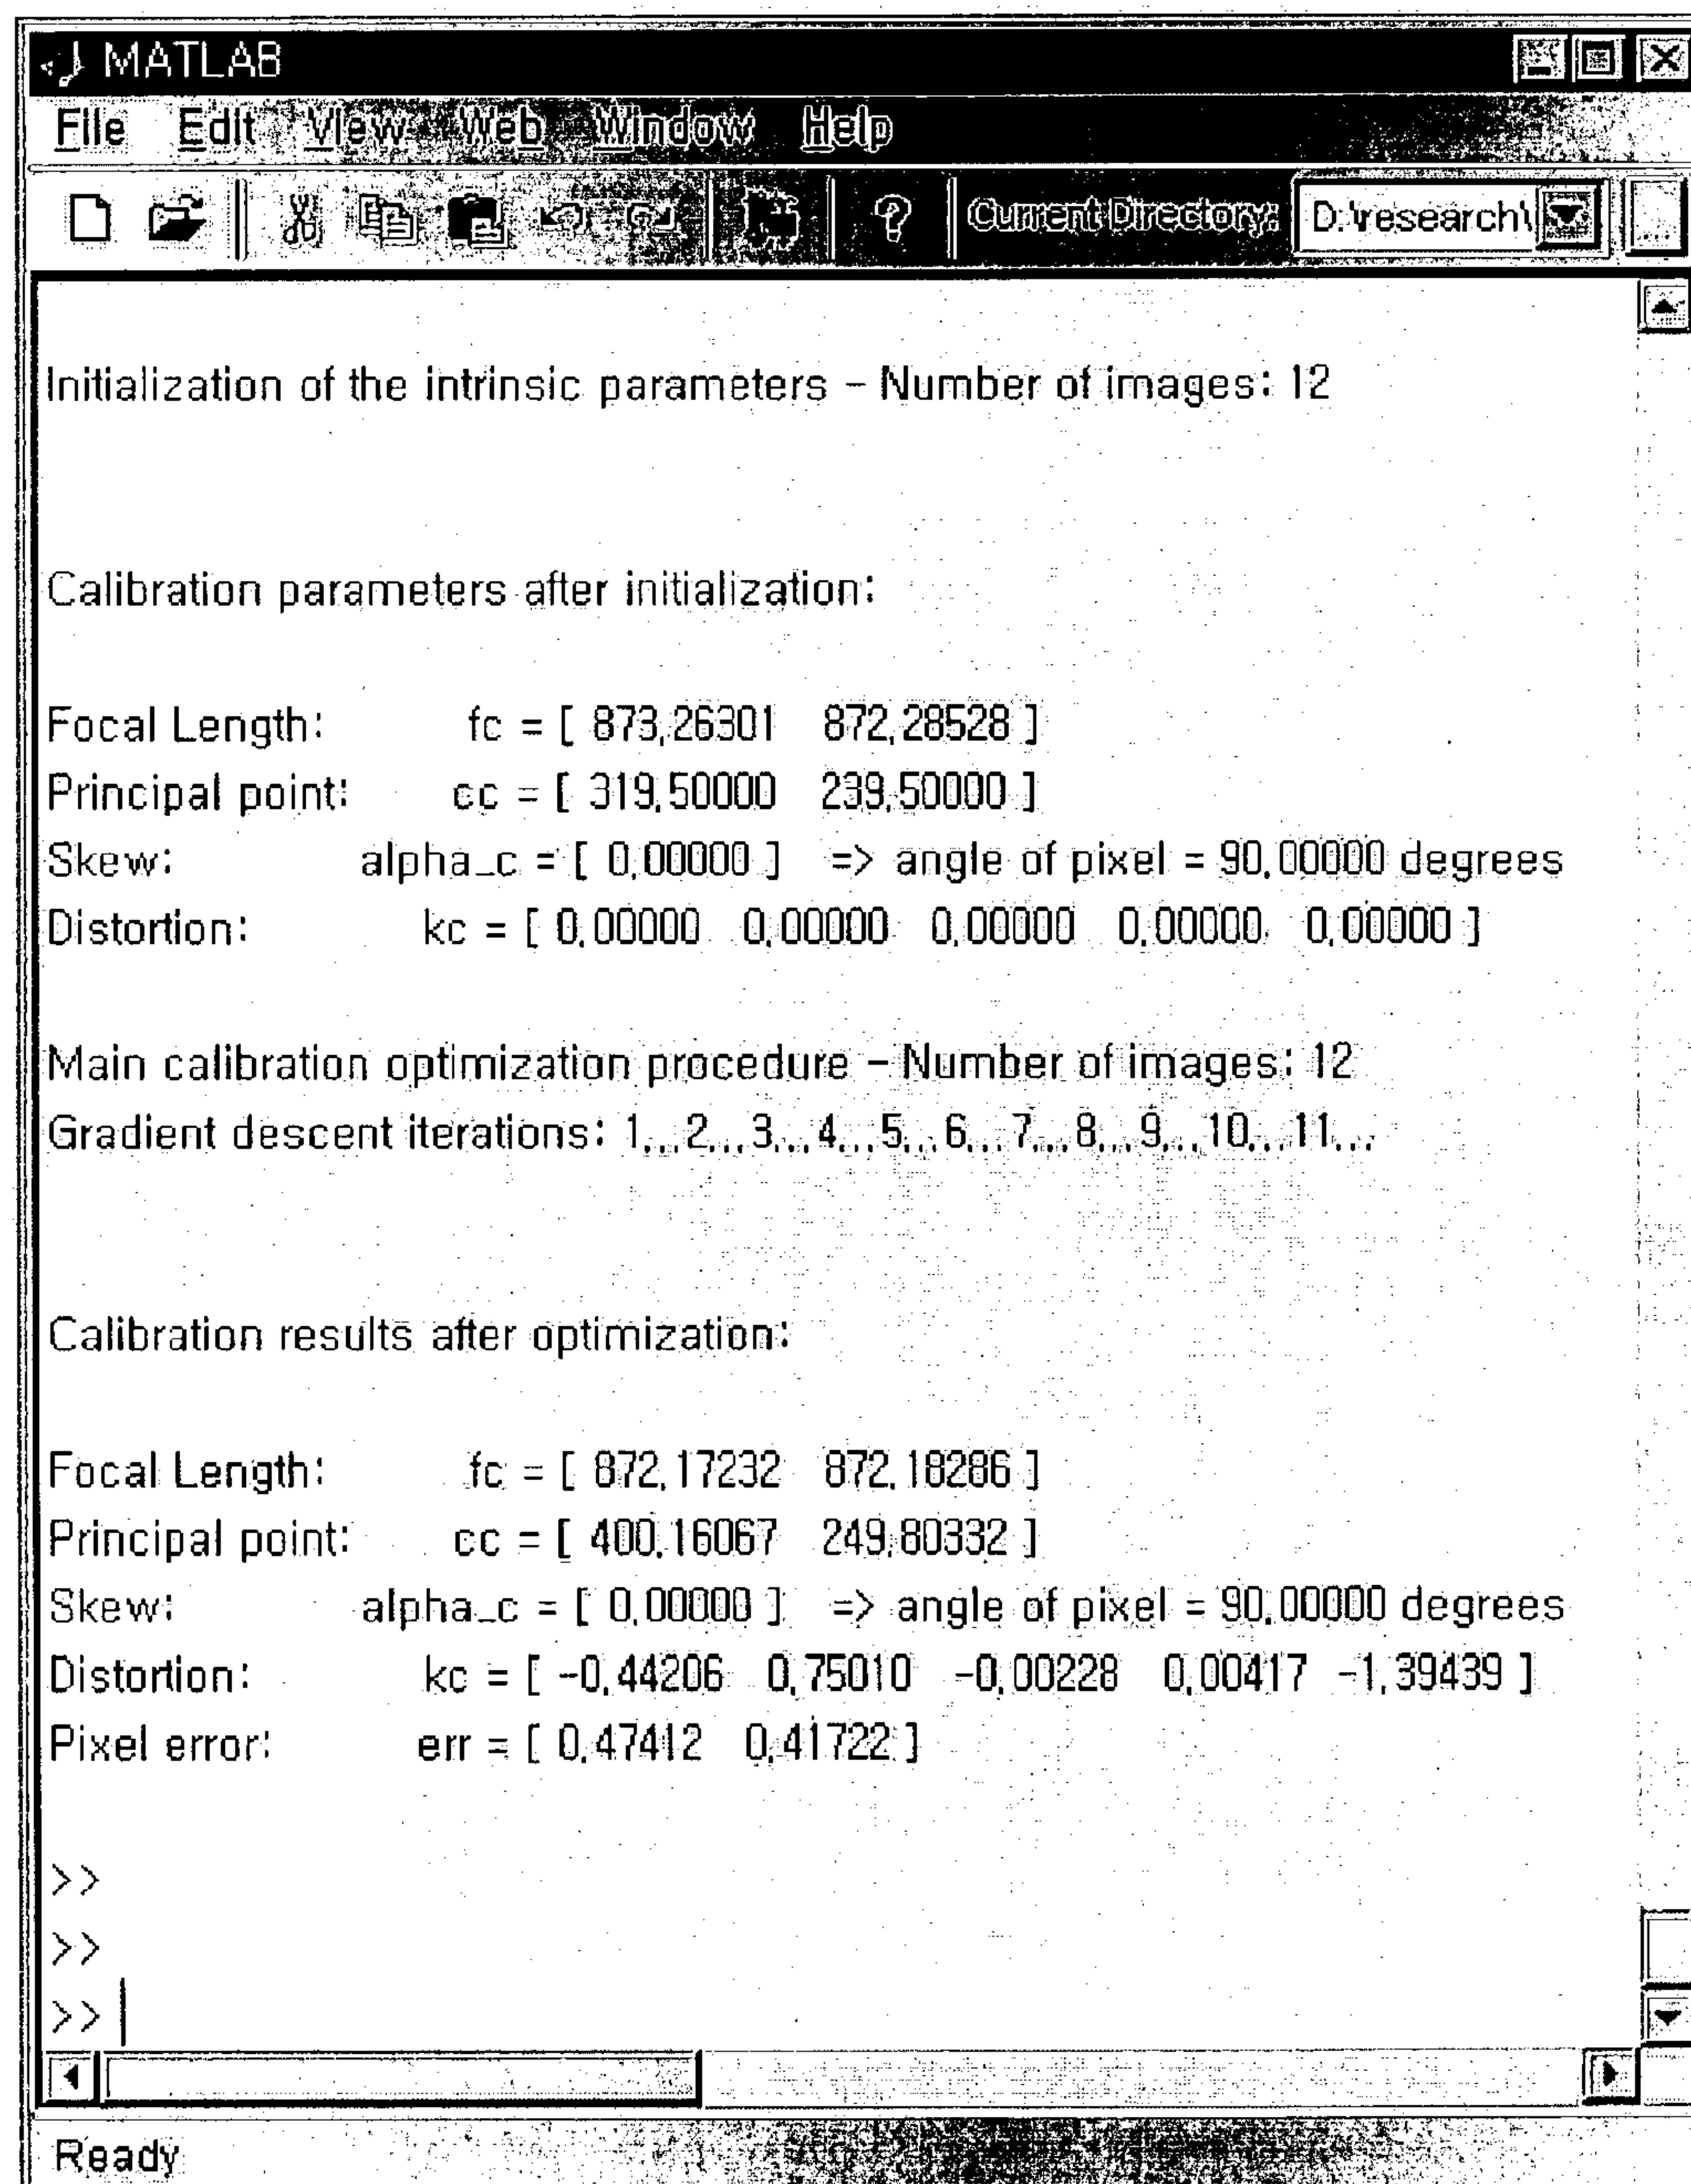 MATLAB
File Edit View Web Window Help
Current Directory: D:\research\
Initialization of the intrinsic parameters - Number of images: 12
Calibration parameters after initialization:
Focal Length: fc = [ 873.26301 872.28528 ]
Principal point: cc = [ 319.50000 239.50000 ]
Skew: alpha_c = [ 0.00000 ] => angle of pixel = 90.00000 degrees
Distortion: kc = [ 0.00000 0.00000 0.00000 0.00000 0.00000 ]
Main calibration optimization procedure - Number of images: 12
Gradient descent iterations: 1...2...3...4...5...6...7...8...9...10...11...
Calibration results after optimization:
Focal Length: fc = [ 872.17232 872.18286 ]
Principal point: cc = [ 400.16067 249.80332 ]
Skew: alpha_c = [ 0.00000 ] => angle of pixel = 90.00000 degrees
Distortion: kc = [ -0.44206 0.75010 -0.00228 0.00417 -1.39439 ]
Pixel error: err = [ 0.47412 0.41722 ]
>>
>>
>>
Ready